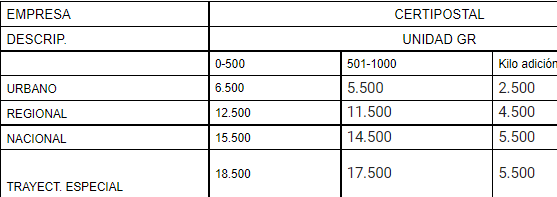 EMPRESA CERTIPOSTAL
DESCRIP. UNIDAD GR
0-500 501-1000 Kilo adición
URBANO 6.500 5.500 2.500
REGIONAL 12.500 11.500 4.500
NACIONAL 15.500 14.500 5.500
TRAYECT. ESPECIAL 18.500 17.500 5.500